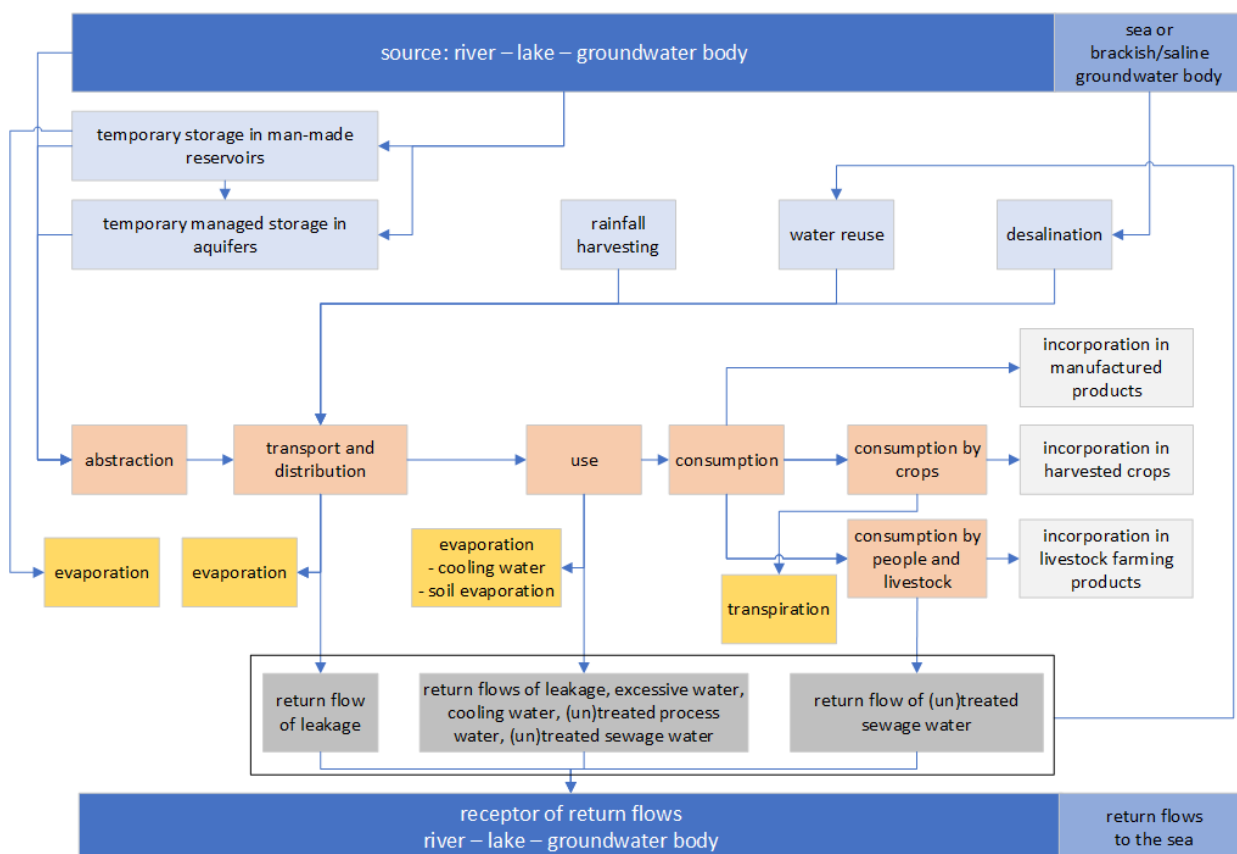 source: river – lake – groundwater body
sea or
brackish/saline
groundwater body
temporary storage in man-made
reservoirs
temporary managed storage in
aquifers
rainfall
harvesting
water reuse
desalination
incorporation in
manufactured
products
abstraction
transport and
distribution
use
consumption
consumption by
crops
incorporation in
harvested crops
evaporation
evaporation
evaporation
- cooling water
- soil evaporation
transpiration
consumption by
people and
livestock
incorporation in
livestock farming
products
return flow
of leakage
return flows of leakage, excessive water,
cooling water, (un)treated process
water, (un)treated sewage water
return flow of (un)treated
sewage water
receptor of return flows
river – lake – groundwater body
return flows
to the sea